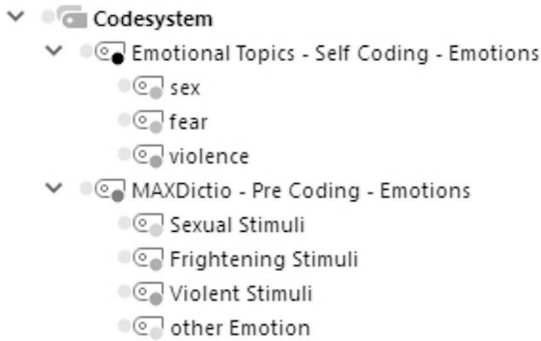 Codesystem
Emotional Topics - Self Coding - Emotions
sex
fear
violence
MAXDictio - Pre Coding - Emotions
Sexual Stimuli
Frightening Stimuli
Violent Stimuli
other Emotion